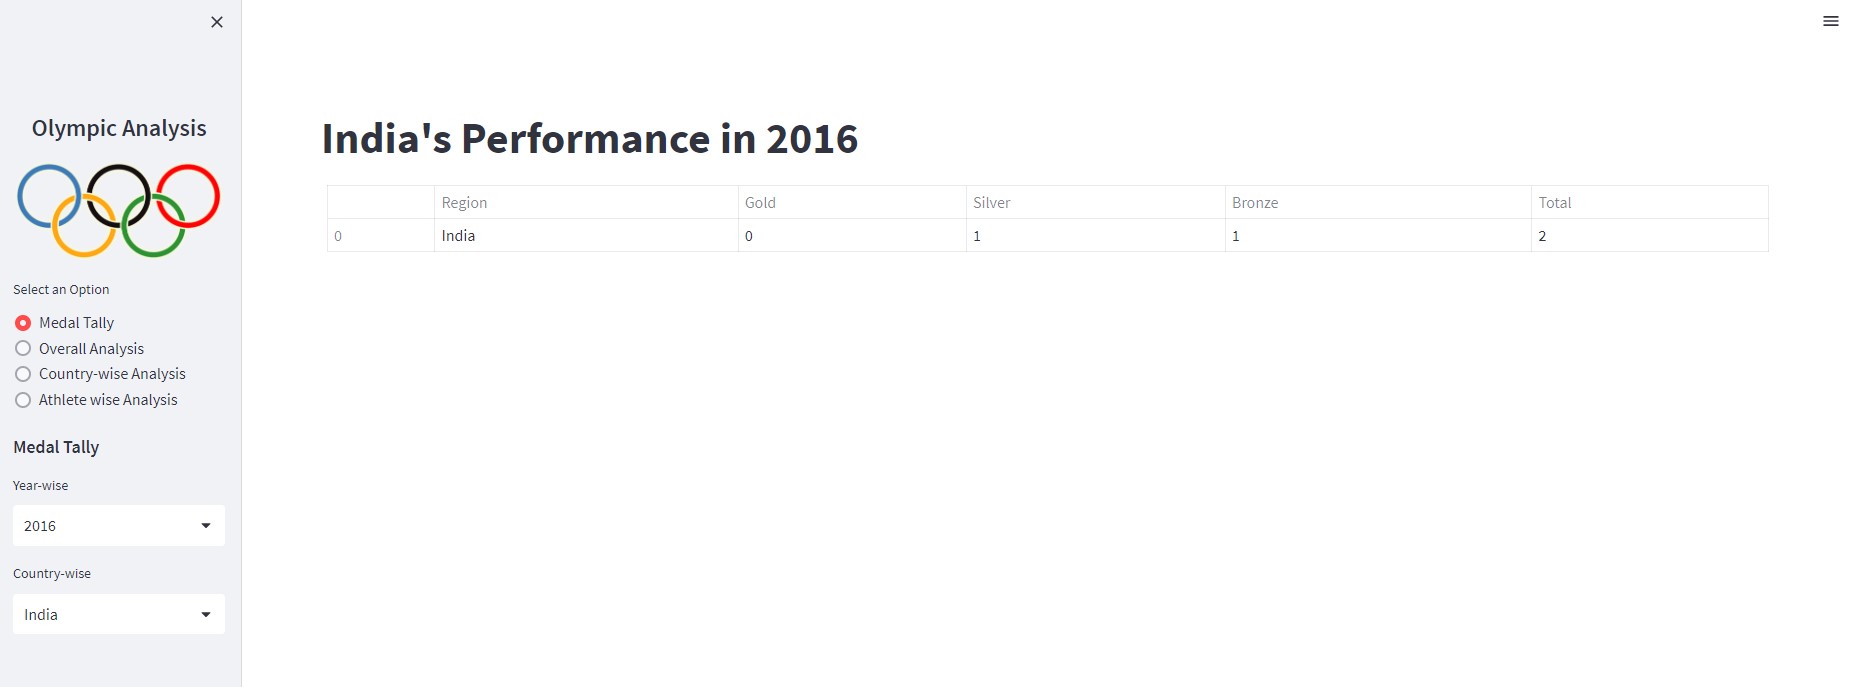 Olympic Analysis
Select an Option
Medal Tally
Overall Analysis
Country-wise Analysis
Athlete wise Analysis
Medal Tally
Year-wise
2016
Country-wise
India
India's Performance in 2016
Region Gold Silver Bronze Total
0 India 0 1 1 2